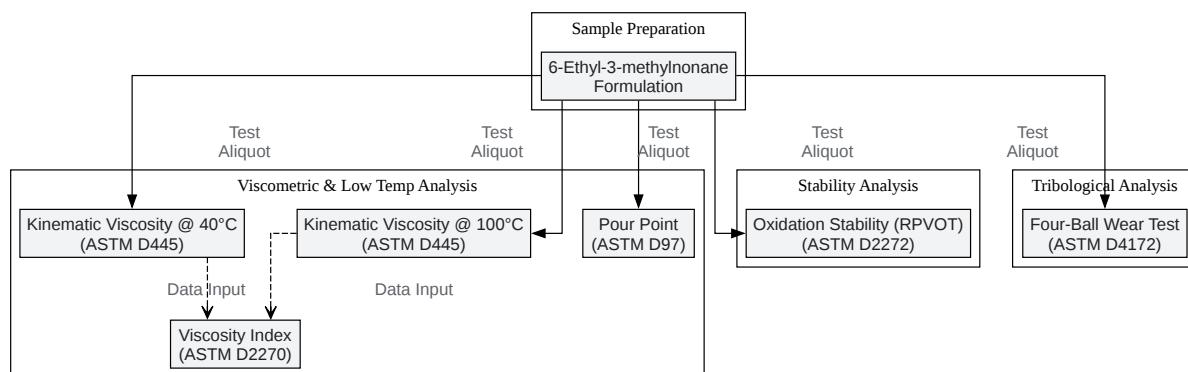 Sample Preparation
6-Ethyl-3-methylnonane
Formulation
Test
Aliquot
Test
Aliquot
Test
Aliquot
Test
Aliquot
Test
Aliquot
Viscometric & Low Temp Analysis
Kinematic Viscosity @ 40°C
(ASTM D445)
Kinematic Viscosity @ 100°C
(ASTM D445)
Pour Point
(ASTM D97)
Data Input
Data Input
Viscosity Index
(ASTM D2270)
Stability Analysis
Oxidation Stability (RPVOT)
(ASTM D2272)
Tribological Analysis
Four-Ball Wear Test
(ASTM D4172)